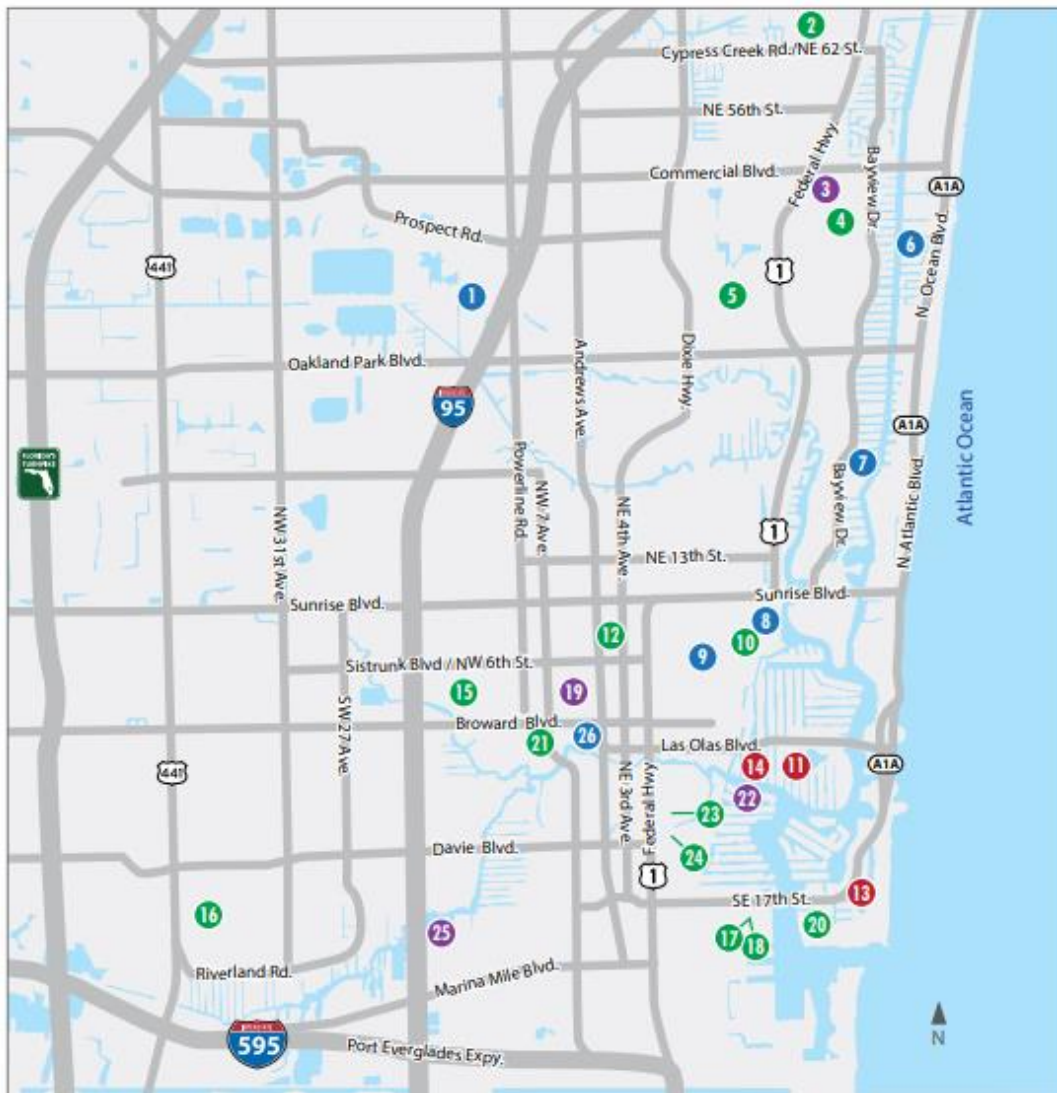 2
Cypress Creek Rd./NE 62 St.
NE 56th St.
Federal Hwy
Bayview Dr.
Commercial Blvd.
3
A1A
4
Prospect Rd.
6
441
1
N. Ocean Blvd.
1
5
Dixie Hwy.
Andrews Ave.
Oakland Park Blvd.
95
A1A
Atlantic Ocean
7
Bayview Dr.
N. Atlantic Blvd.
Powerline Rd.
NW 7 Ave.
NE 4th Ave.
NW 31st Ave.
1
NE 13th St.
Sunrise Blvd.
Sunrise Blvd.
8
12
10
9
Sistrunk Blvd / NW 6th St.
15
19
SW 27 Ave.
Broward Blvd.
26
21
Las Olas Blvd.
14
11
A1A
441
22
NE 3rd Ave.
Federal Hwy
23
Davie Blvd.
24
1
SE 17th St.
13
16
20
25
17
18
Riverland Rd.
Marina Mile Blvd.
595
Port Everglades Expy.
N